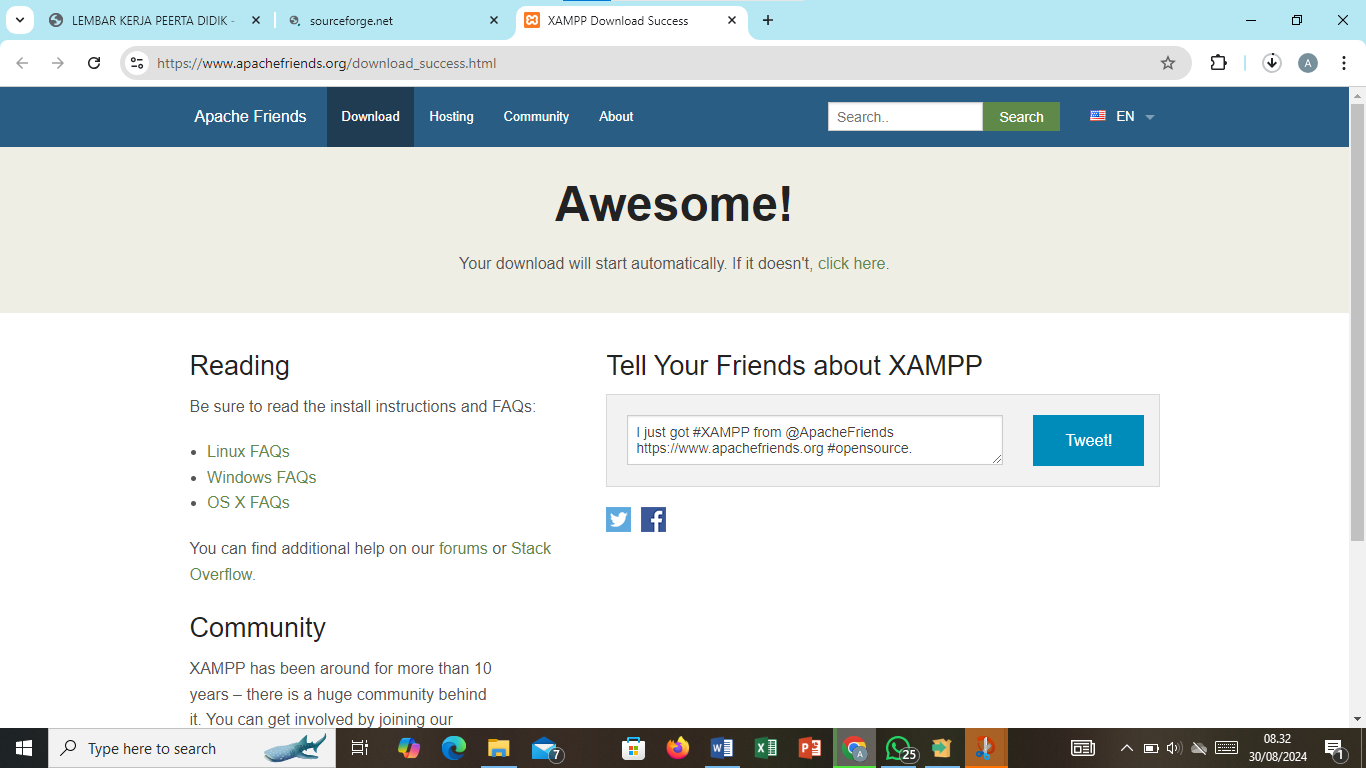 LEMBAR KERJA PEERTA DIDIK -
sourceforge.net
XAMPP Download Success
https://www.apachefriends.org/download_success.html
A
Apache Friends
Download
Hosting
Community
About
Search..
Search
EN
Awesome!
Your download will start automatically. If it doesn't, click here.
Reading
Be sure to read the install instructions and FAQs:
Linux FAQs
Windows FAQs
OS X FAQs
You can find additional help on our forums or Stack
Overflow.
Community
XAMPP has been around for more than 10
years – there is a huge community behind
it. You can get involved by joining our
Tell Your Friends about XAMPP
I just got #XAMPP from @ApacheFriends
https://www.apachefriends.org #opensource.
Tweet!
Type here to search
7
A
25
08.32
30/08/2024
1